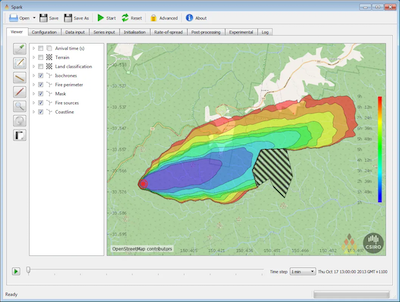 Spark
Open Save Save As Start Reset Advanced About
Viewer Configuration Data input Series input Initialisation Rate-of-spread Post-processing Experimental Log
Arrival time (s)
Terrain
Land classification
Isochrones
Fire perimeter
Mask
Fire sources
Coastline
OpenStreetMap contributors
CSIRO
Time step 1 min Thu Oct 17 13:00:00 2013 GMT+1100
Ready